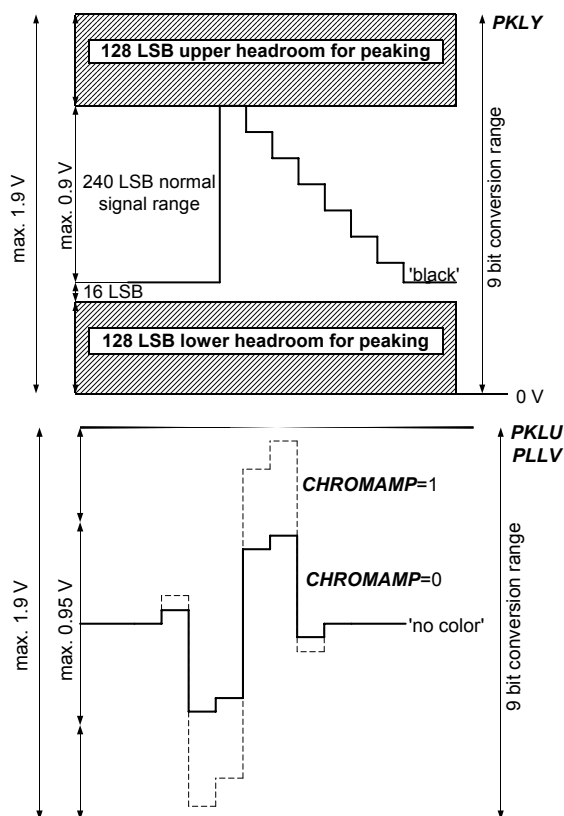 PKLY
128 LSB upper headroom for peaking
max. 1.9 V
max. 0.9 V
240 LSB normal
signal range
9 bit conversion range
'black'
16 LSB
128 LSB lower headroom for peaking
0 V
PKLU
PLLV
CHROMAMP=1
max. 1.9 V
max. 0.95 V
CHROMAMP=0
'no color'
9 bit conversion range